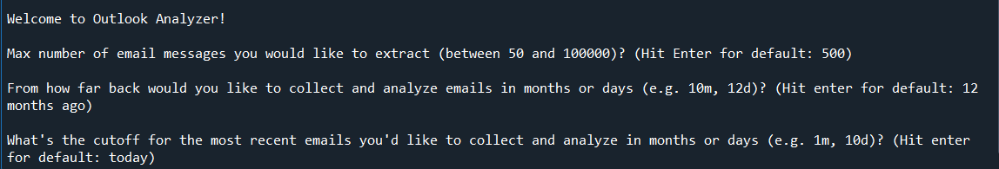 Welcome to Outlook Analyzer!
Max number of email messages you would like to extract (between 50 and 100000)? (Hit Enter for default: 500)
From how far back would you like to collect and analyze emails in months or days (e.g. 10m, 12d)? (Hit enter for default: 12
months ago)
What's the cutoff for the most recent emails you'd like to collect and analyze in months or days (e.g. 1m, 10d)? (Hit enter
for default: today)